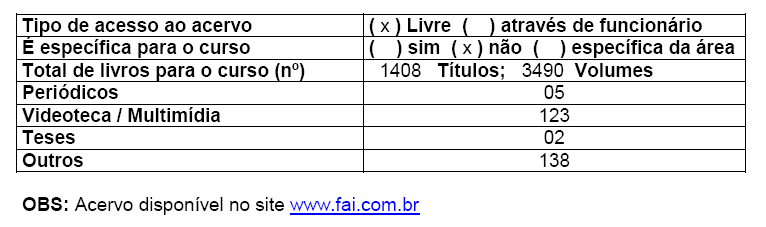 Tipo de acesso ao acervo ( x ) Livre ( ) através de funcionário
É específica para o curso ( ) sim ( x ) não ( ) específica da área
Total de livros para o curso (nº) 1408 Títulos; 3490 Volumes
Periódicos 05
Videoteca / Multimídia 123
Teses 02
Outros 138
OBS: Acervo disponível no site www.fai.com.br